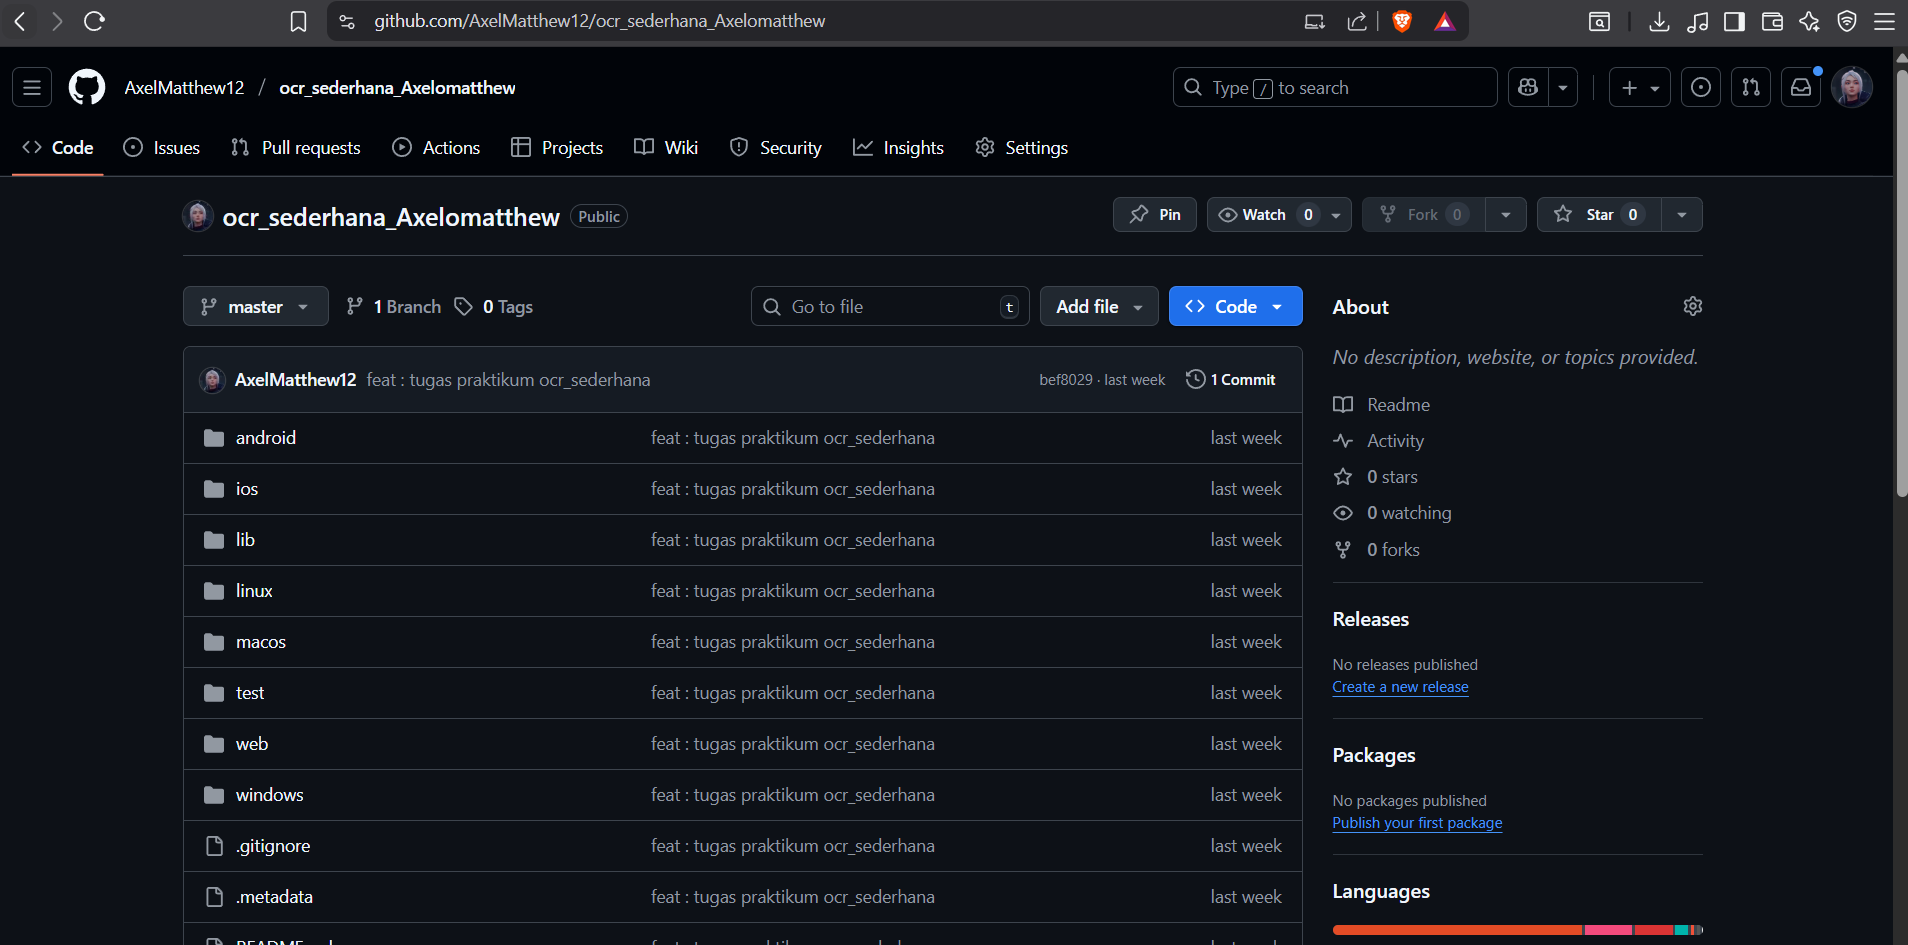 github.com/AxelMatthew12/ocr_sederhana_Axelomatthew
AxelMatthew12 / ocr_sederhana_Axelomatthew
Type / to search
Code Issues Pull requests Actions Projects Wiki Security Insights Settings
ocr_sederhana_Axelomatthew Public
Pin Watch 0 Fork 0 Star 0
master 1 Branch 0 Tags
Go to file t Add file Code
AxelMatthew12 feat : tugas praktikum ocr_sederhana bef8029 · last week 1 Commit
android feat : tugas praktikum ocr_sederhana last week
ios feat : tugas praktikum ocr_sederhana last week
lib feat : tugas praktikum ocr_sederhana last week
linux feat : tugas praktikum ocr_sederhana last week
macos feat : tugas praktikum ocr_sederhana last week
test feat : tugas praktikum ocr_sederhana last week
web feat : tugas praktikum ocr_sederhana last week
windows feat : tugas praktikum ocr_sederhana last week
.gitignore feat : tugas praktikum ocr_sederhana last week
.metadata feat : tugas praktikum ocr_sederhana last week
About
No description, website, or topics provided.
Readme
Activity
0 stars
0 watching
0 forks
Releases
No releases published
Create a new release
Packages
No packages published
Publish your first package
Languages